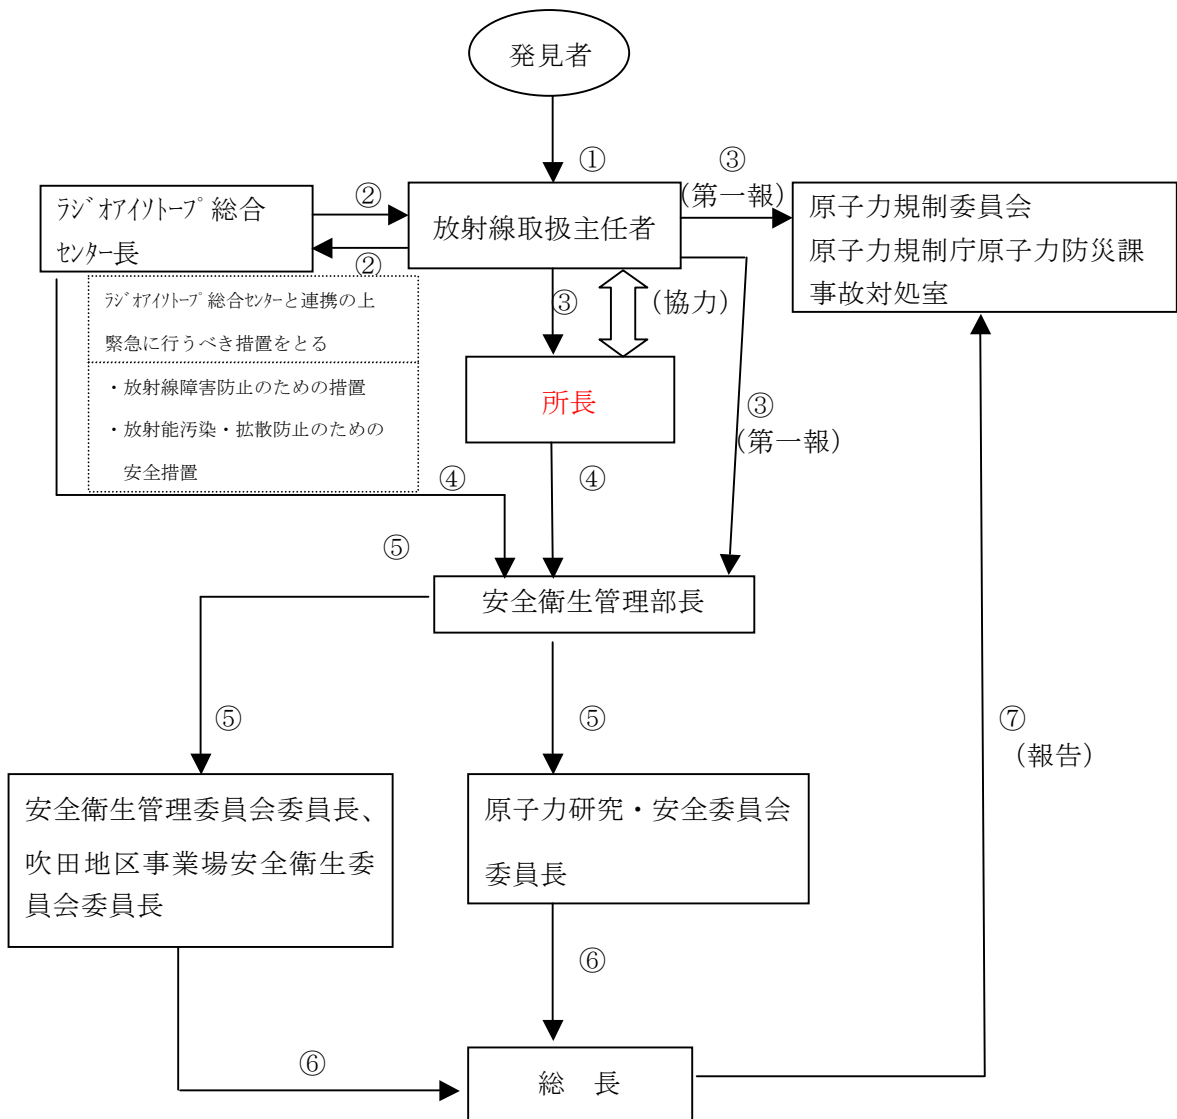 発見者
①
③
(第一報)
②
ラジオアイソトープ総合
センター長
放射線取扱主任者
原子力規制委員会
原子力規制庁原子力防災課
事故対処室
②
ラジオアイソトープ総合センターと連携の上
緊急に行うべき措置をとる
・放射線障害防止のための措置
・放射能汚染・拡散防止のための
安全措置
③
(協力)
所長
③
(第一報)
④
④
⑤
安全衛生管理部長
⑤
⑤
⑦
(報告)
安全衛生管理委員会委員長、
吹田地区事業場安全衛生委
員会委員長
原子力研究・安全委員会
委員長
⑥
⑥
総 長